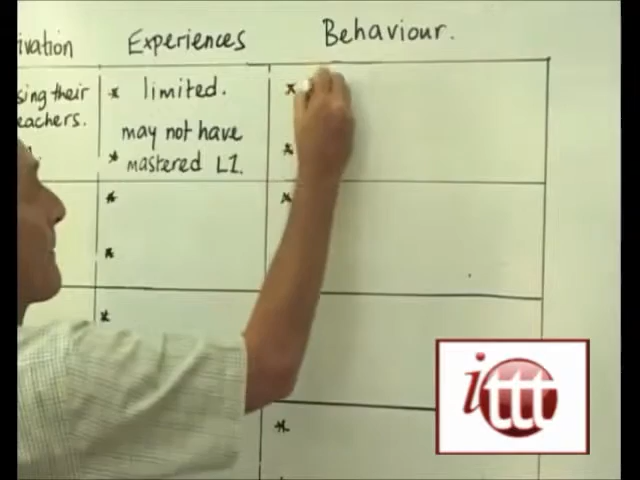 ivation Experiences Behaviour.
sing their
eachers.
* limited.
may not have
* mastered L1.
ittt